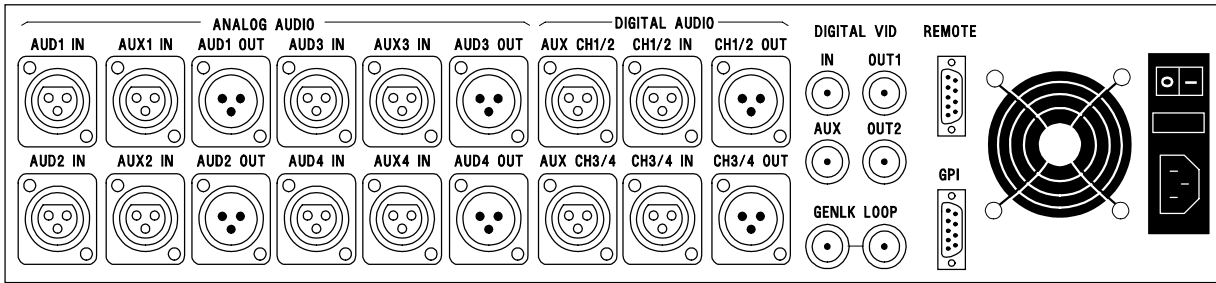 ANALOG AUDIO DIGITAL AUDIO
DIGITAL VID REMOTE
AUD1 IN AUX1 IN AUD1 OUT AUD3 IN AUX3 IN AUD3 OUT AUX CH1/2 CH1/2 IN CH1/2 OUT
IN OUT1
O I
AUX OUT2
AUD2 IN AUX2 IN AUD2 OUT AUD4 IN AUX4 IN AUD4 OUT AUX CH3/4 CH3/4 IN CH3/4 OUT
GPI
GENLK LOOP